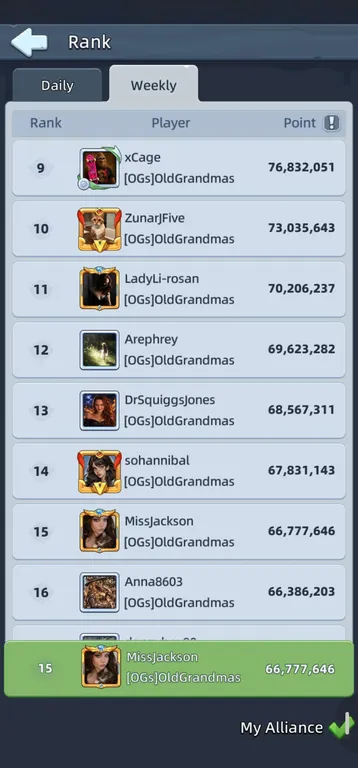 Rank
Daily
Weekly
Rank Player Point
9 xCage 76,832,051
[OGs]OldGrandmas
10 ZunarJFive 73,035,643
[OGs]OldGrandmas
11 LadyLi-rosan 70,206,237
[OGs]OldGrandmas
12 Arephrey 69,623,282
[OGs]OldGrandmas
13 DrSquiggsJones 68,567,311
[OGs]OldGrandmas
14 sohannibal 67,831,143
[OGs]OldGrandmas
15 MissJackson 66,777,646
[OGs]OldGrandmas
16 Anna8603 66,386,203
[OGs]OldGrandmas
15 MissJackson 66,777,646
[OGs]OldGrandmas
My Alliance